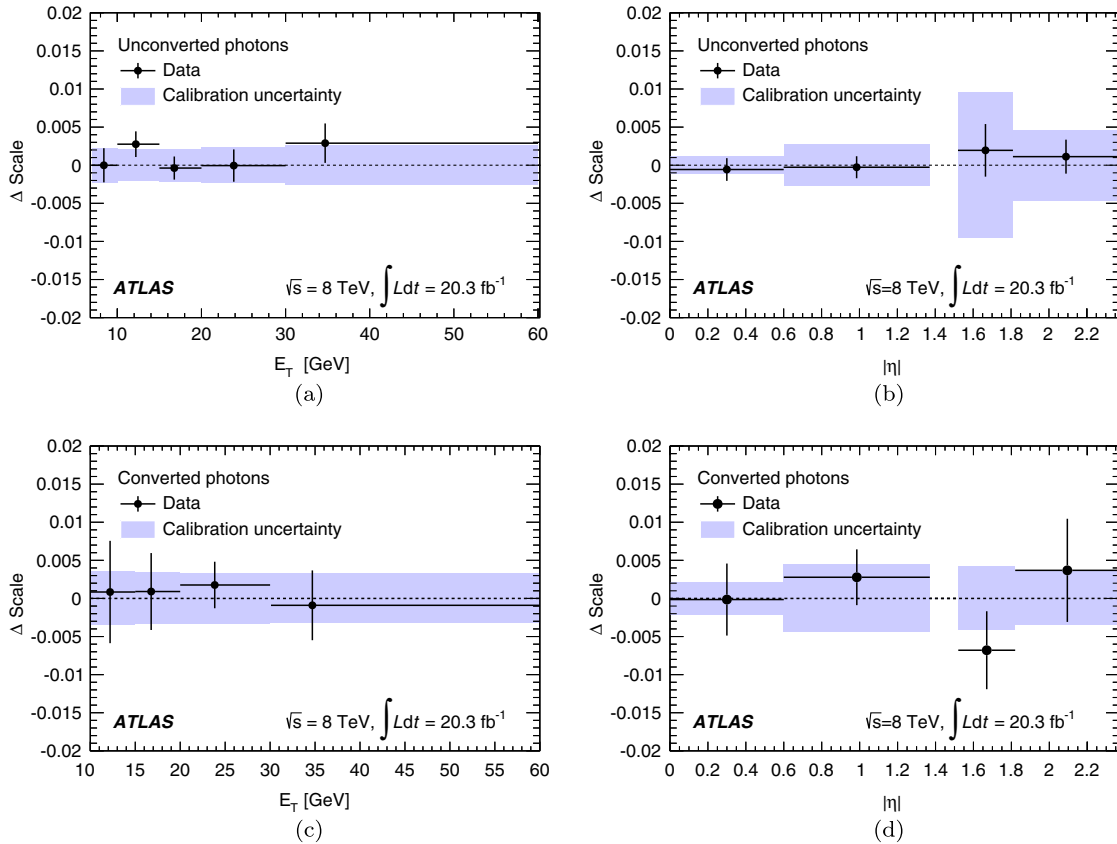 0.02
0.015
0.01
0.005
0
-0.005
-0.01
-0.015
-0.02
Δ Scale
Unconverted photons
Data
Calibration uncertainty
ATLAS
√s = 8 TeV, ∫ Ldt = 20.3 fb⁻¹
10 20 30 40 50 60
E_T [GeV]
(a)
0.02
0.015
0.01
0.005
0
-0.005
-0.01
-0.015
-0.02
Δ Scale
Unconverted photons
Data
Calibration uncertainty
ATLAS
√s=8 TeV, ∫ Ldt = 20.3 fb⁻¹
0 0.2 0.4 0.6 0.8 1 1.2 1.4 1.6 1.8 2 2.2
|η|
(b)
0.02
0.015
0.01
0.005
0
-0.005
-0.01
-0.015
-0.02
Δ Scale
Converted photons
Data
Calibration uncertainty
ATLAS
√s = 8 TeV, ∫ Ldt = 20.3 fb⁻¹
10 15 20 25 30 35 40 45 50 55 60
E_T [GeV]
(c)
0.02
0.015
0.01
0.005
0
-0.005
-0.01
-0.015
-0.02
Δ Scale
Converted photons
Data
Calibration uncertainty
ATLAS
√s=8 TeV, ∫ Ldt = 20.3 fb⁻¹
0 0.2 0.4 0.6 0.8 1 1.2 1.4 1.6 1.8 2 2.2
|η|
(d)